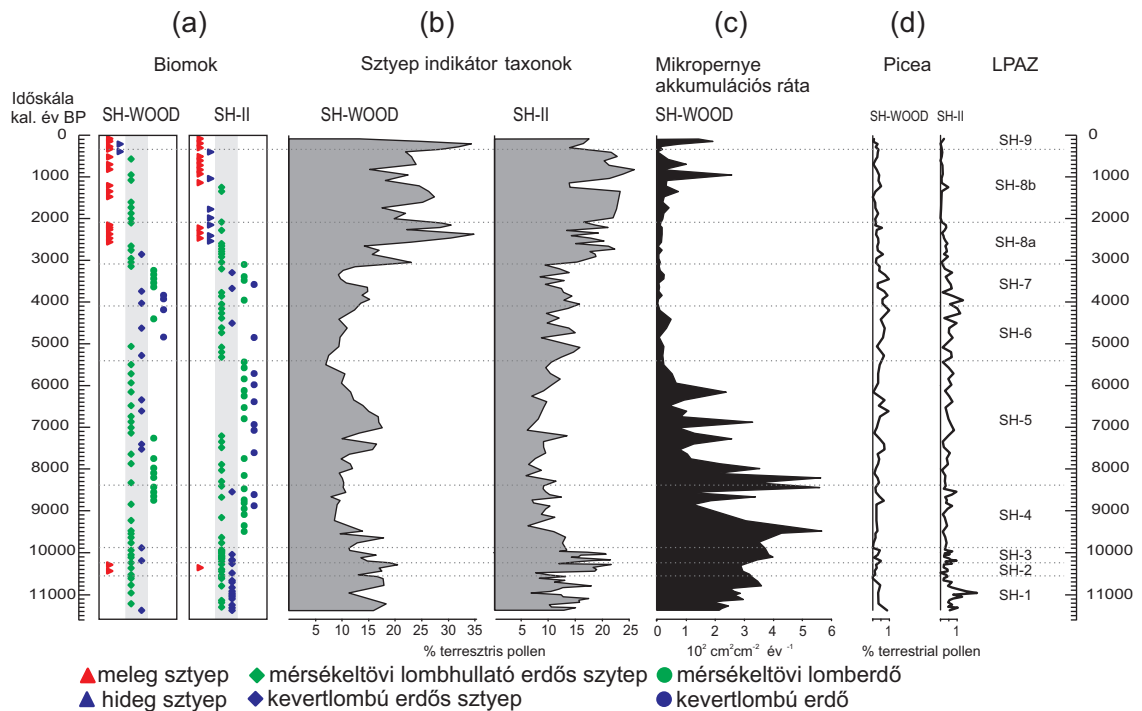 (a) (b) (c) (d)
Biomok Sztyep indikátor taxonok Mikropernye akkumulációs ráta Picea LPAZ
Időskála kal. év BP
SH-WOOD SH-II SH-WOOD SH-II SH-WOOD SH-WOOD SH-II
0 0 SH-9
1000 1000
SH-8b
2000 2000
SH-8a
3000 3000
SH-7
4000 4000
SH-6
5000 5000
6000 6000
SH-5
7000 7000
8000 8000
9000 9000
SH-4
10000 10000
SH-3
SH-2
11000 11000
SH-1
5 10 15 20 25 30 35 5 10 15 20 25 0 1 2 3 4 5 6 1 1
% terresztris pollen 10² cm²cm⁻² év ⁻¹ % terrestrial pollen
meleg sztyep mérsékeltövi lombhullató erdős szytep mérsékeltövi lomberdő
hideg sztyep kevertlombú erdős sztyep kevertlombú erdő